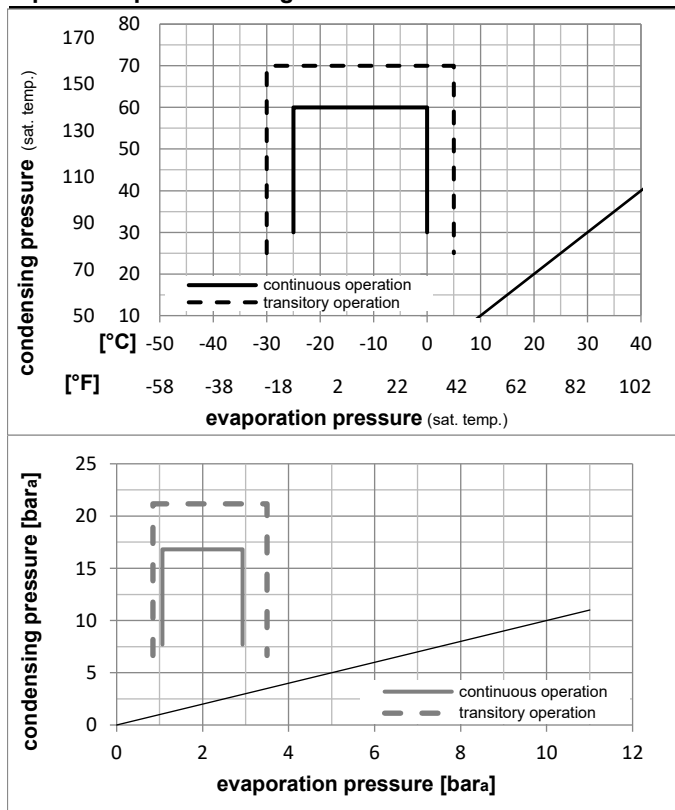 170
150
130
110
90
70
50
80
70
60
50
40
30
20
10
condensing pressure (sat. temp.)
continuous operation
transitory operation
[°C] -50 -40 -30 -20 -10 0 10 20 30 40
[°F] -58 -38 -18 2 22 42 62 82 102
evaporation pressure (sat. temp.)
25
20
15
10
5
0
condensing pressure [bara]
continuous operation
transitory operation
0 2 4 6 8 10 12
evaporation pressure [bara]